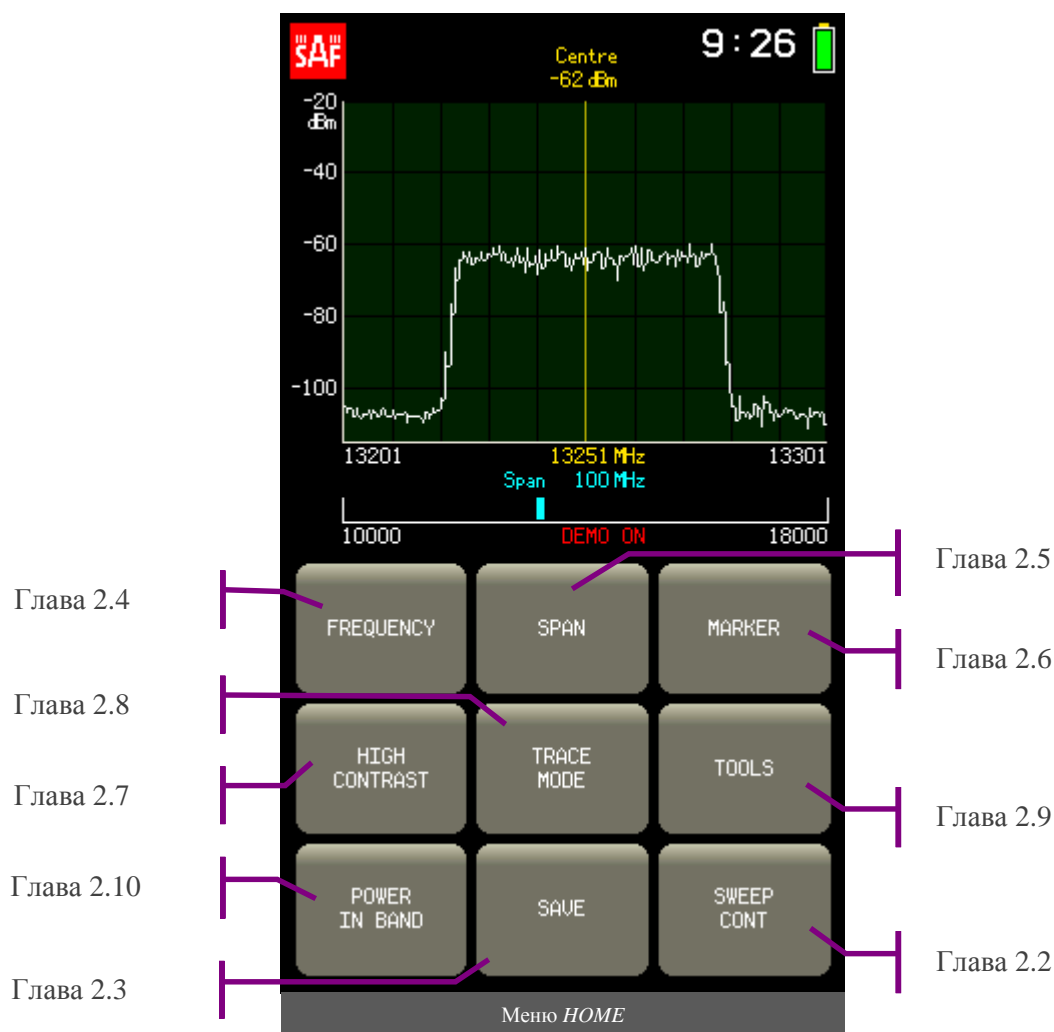 SAF
Centre
-62 dBm
9:26
-20
dBm
-40
-60
-80
-100
13201 13251 MHz 13301
Span 100 MHz
10000 DEMO ON 18000
Глава 2.4
Глава 2.5
FREQUENCY
SPAN
MARKER
Глава 2.6
Глава 2.8
HIGH
CONTRAST
TRACE
MODE
TOOLS
Глава 2.7
Глава 2.9
POWER
IN BAND
SAVE
SWEEP
CONT
Глава 2.10
Глава 2.3
Глава 2.2
Меню HOME